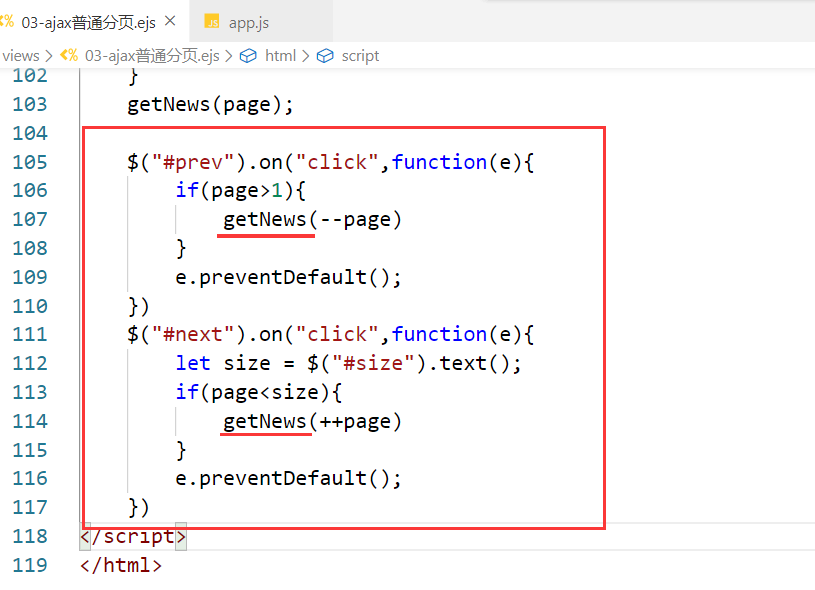 03-ajax普通分页.ejs × JS app.js
views > 03-ajax普通分页.ejs > html > script
102 }
103 getNews(page);
104
105 $("#prev").on("click",function(e){
106 if(page>1){
107 getNews(--page)
108 }
109 e.preventDefault();
110 })
111 $("#next").on("click",function(e){
112 let size = $("#size").text();
113 if(page<size){
114 getNews(++page)
115 }
116 e.preventDefault();
117 })
118 </script>
119 </html>